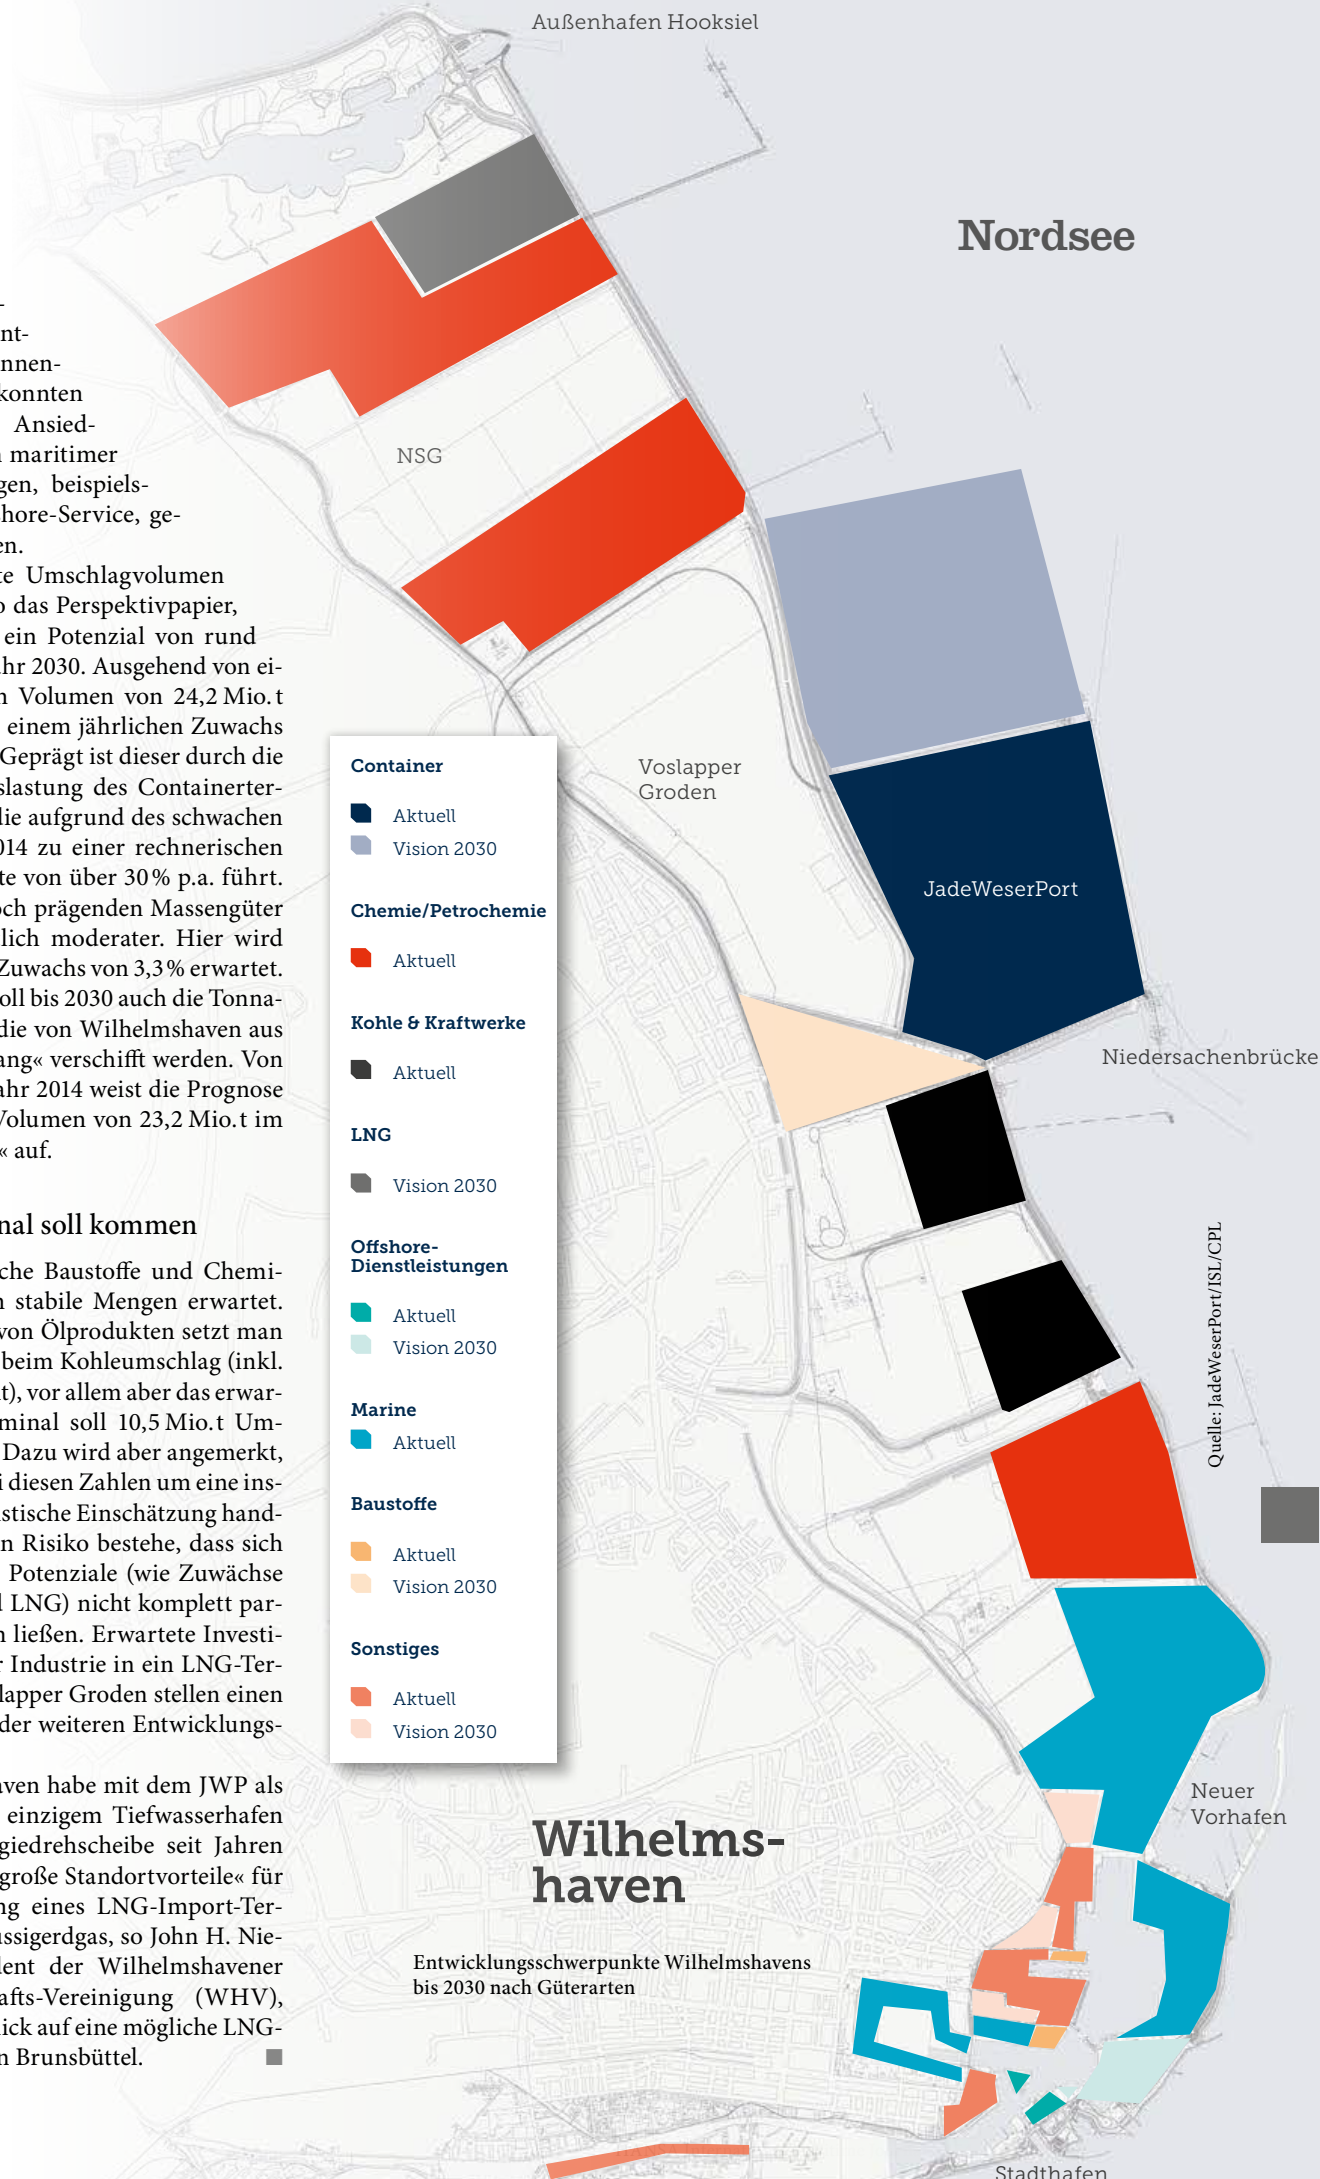 -
nt-
nnen-
konnten
Ansied-
maritimer
gen, beispiels-
hore-Service, ge-
en.
te Umschlagvolumen
o das Perspektivpapier,
ein Potenzial von rund
hr 2030. Ausgehend von ei-
n Volumen von 24,2 Mio. t
einem jährlichen Zuwachs
Geprägt ist dieser durch die
slastung des Containerter-
die aufgrund des schwachen
014 zu einer rechnerischen
te von über 30 % p.a. führt.
och prägenden Massengüter
lich moderater. Hier wird
Zuwachs von 3,3 % erwartet.
oll bis 2030 auch die Tonna-
die von Wilhelmshaven aus
ang« verschifft werden. Von
ahr 2014 weist die Prognose
Volumen von 23,2 Mio. t im
« auf.
nal soll kommen
che Baustoffe und Chemi-
n stabile Mengen erwartet.
von Ölprodukten setzt man
beim Kohleumschlag (inkl.
t), vor allem aber das erwar-
minal soll 10,5 Mio. t Um-
Dazu wird aber angemerkt,
i diesen Zahlen um eine ins-
istische Einschätzung hand-
n Risiko bestehe, dass sich
Potenziale (wie Zuwächse
d LNG) nicht komplett par-
n ließen. Erwartete Investi-
r Industrie in ein LNG-Ter-
lapper Groden stellen einen
der weiteren Entwicklungs-
aven habe mit dem JWP als
einzigem Tiefwasserhafen
giedrehscheibe seit Jahren
große Standortvorteile« für
ng eines LNG-Import-Ter-
üssigerdgas, so John H. Nie-
dent der Wilhelmshavener
afts-Vereinigung (WHV),
lick auf eine mögliche LNG-
n Brunsbüttel. ■
Außenhafen Hooksiel
Nordsee
NSG
Voslapper
Groden
JadeWeserPort
Niedersachenbrücke
Container
Aktuell
Vision 2030
Chemie/Petrochemie
Aktuell
Kohle & Kraftwerke
Aktuell
LNG
Vision 2030
Offshore-
Dienstleistungen
Aktuell
Vision 2030
Marine
Aktuell
Baustoffe
Aktuell
Vision 2030
Sonstiges
Aktuell
Vision 2030
Quelle: JadeWeserPort/ISL/CPL
Neuer
Vorhafen
Wilhelms-
haven
Entwicklungsschwerpunkte Wilhelmshavens
bis 2030 nach Güterarten
Stadthafen